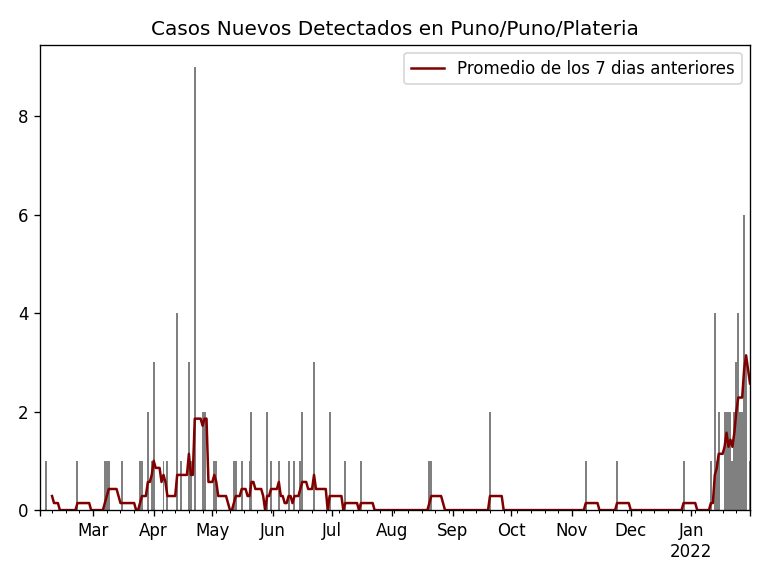 Casos Nuevos Detectados en Puno/Puno/Plateria
Promedio de los 7 dias anteriores
8
6
4
2
0
Mar Apr May Jun Jul Aug Sep Oct Nov Dec Jan
2022